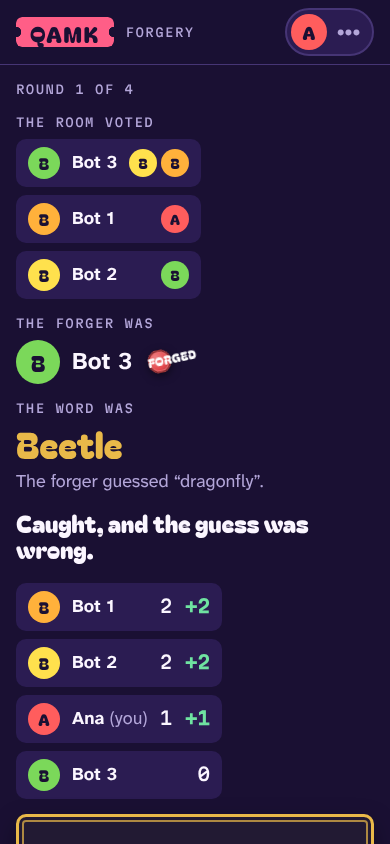 QAMK FORGERY A •••
ROUND 1 OF 4
THE ROOM VOTED
B Bot 3 B B
B Bot 1 A
B Bot 2 B
THE FORGER WAS
B Bot 3 FORGED
THE WORD WAS
Beetle
The forger guessed “dragonfly”.
Caught, and the guess was
wrong.
B Bot 1 2 +2
B Bot 2 2 +2
A Ana (you) 1 +1
B Bot 3 0